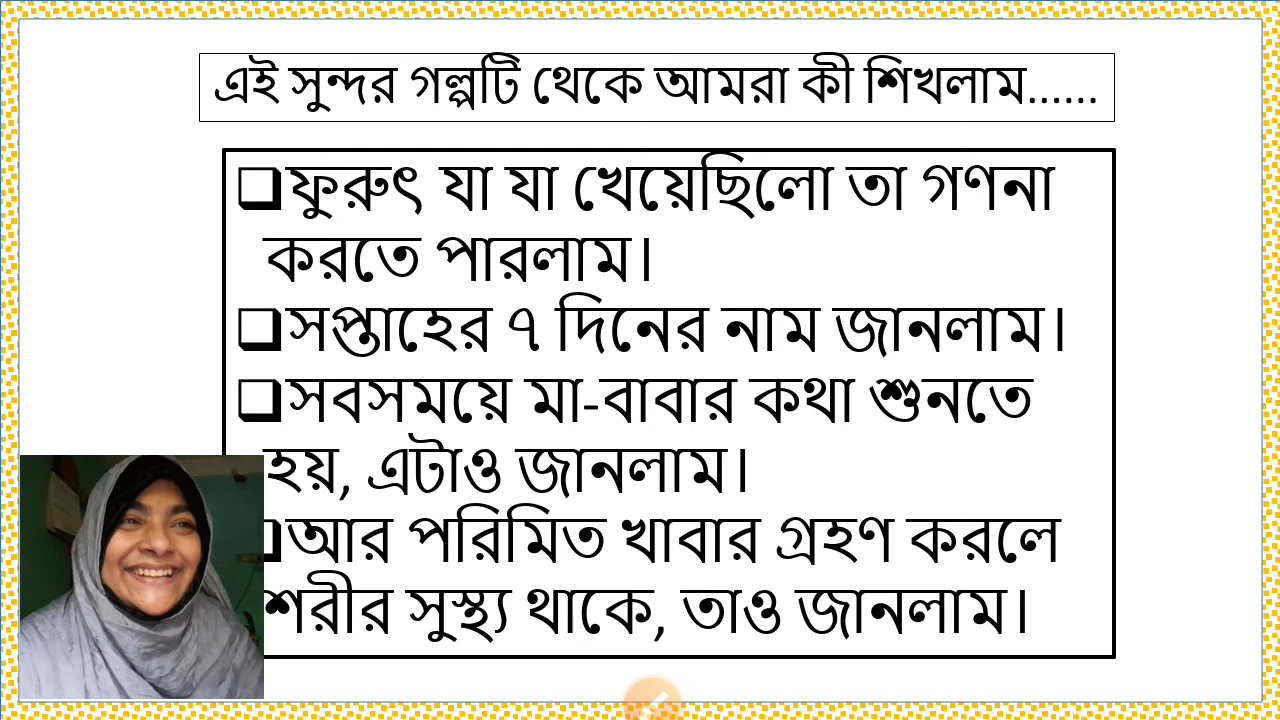 এই সুন্দর গল্পটি থেকে আমরা কী শিখলাম......
❑ফুরুৎ যা যা খেয়েছিলো তা গণনা
করতে পারলাম।
❑সপ্তাহের ৭ দিনের নাম জানলাম।
❑সবসময়ে মা-বাবার কথা শুনতে
হয়, এটাও জানলাম।
❑আর পরিমিত খাবার গ্রহণ করলে
শরীর সুস্থ্য থাকে, তাও জানলাম।